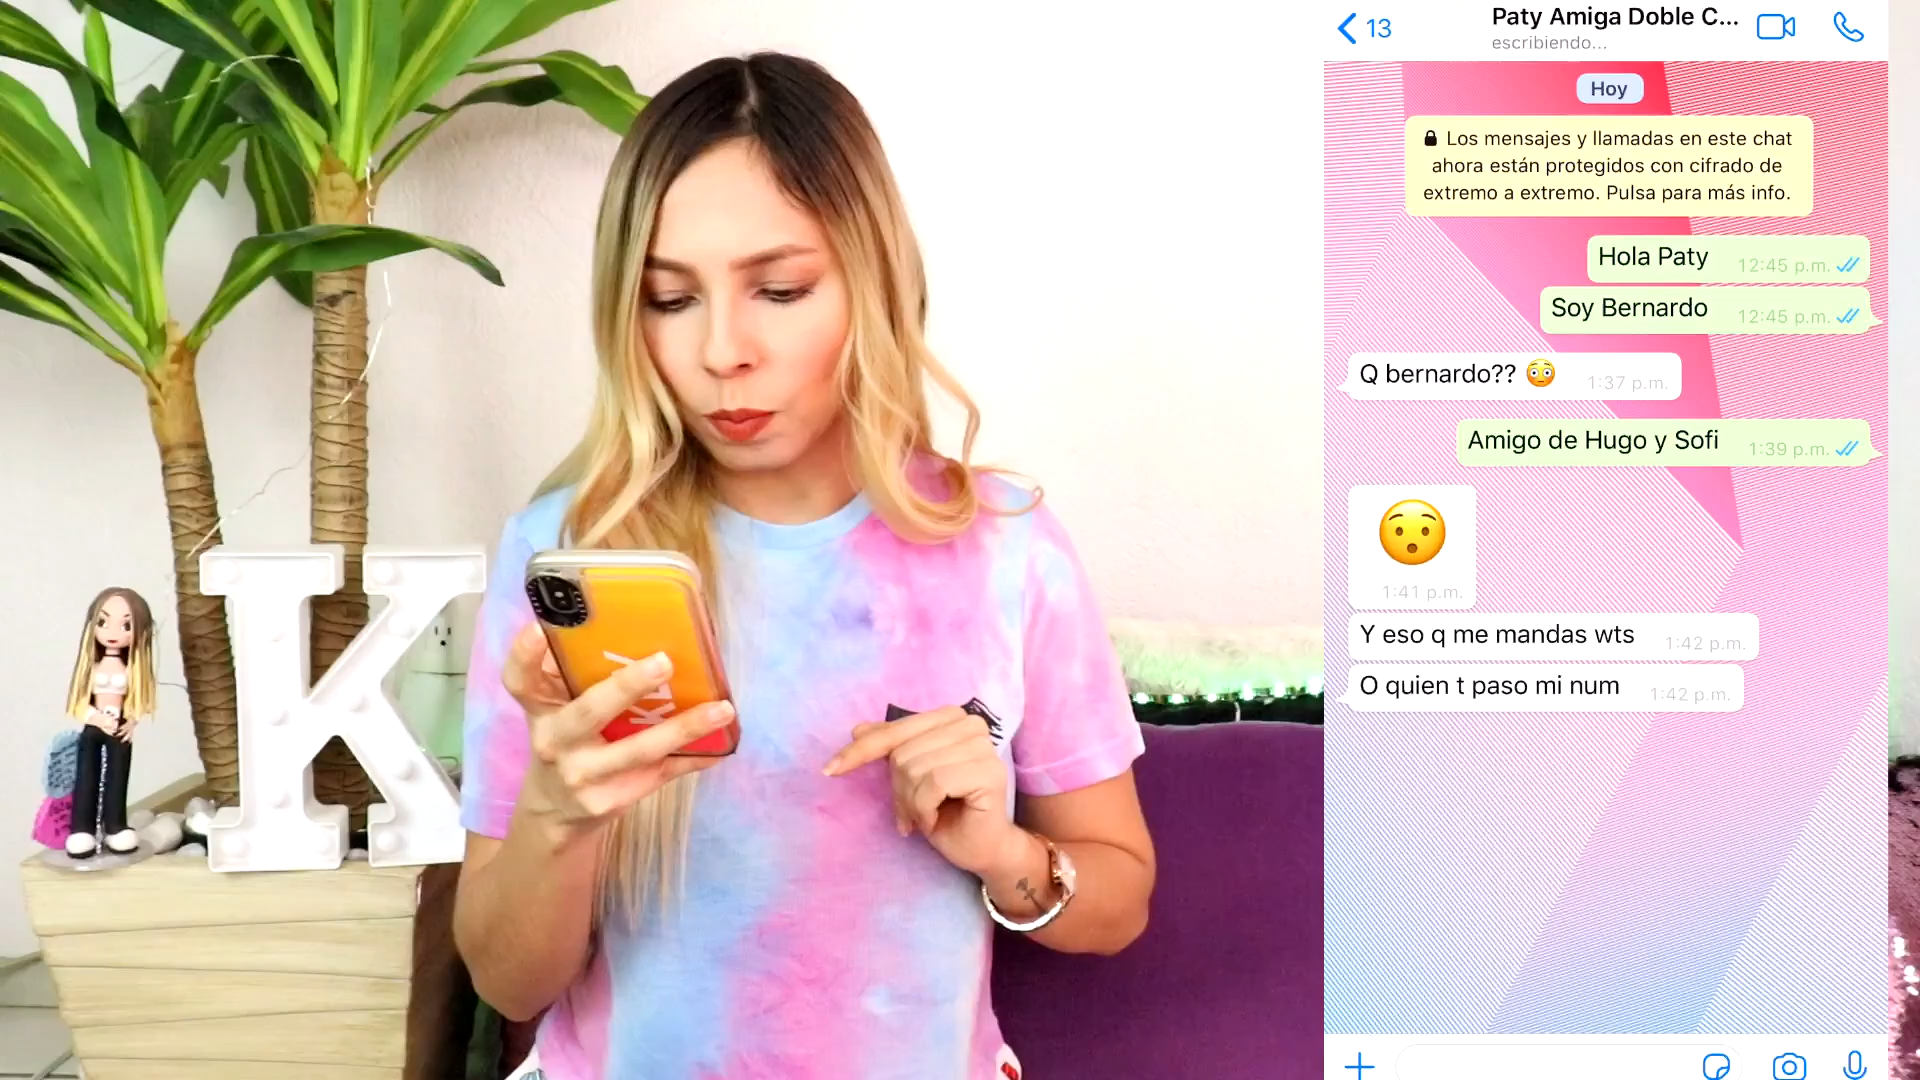 13
Paty Amiga Doble C...
escribiendo...
Hoy
Los mensajes y llamadas en este chat
ahora están protegidos con cifrado de
extremo a extremo. Pulsa para más info.
Hola Paty 12:45 p.m.
Soy Bernardo 12:45 p.m.
Q bernardo?? 😳 1:37 p.m.
Amigo de Hugo y Sofi 1:39 p.m.
😯
1:41 p.m.
Y eso q me mandas wts 1:42 p.m.
O quien t paso mi num 1:42 p.m.
K